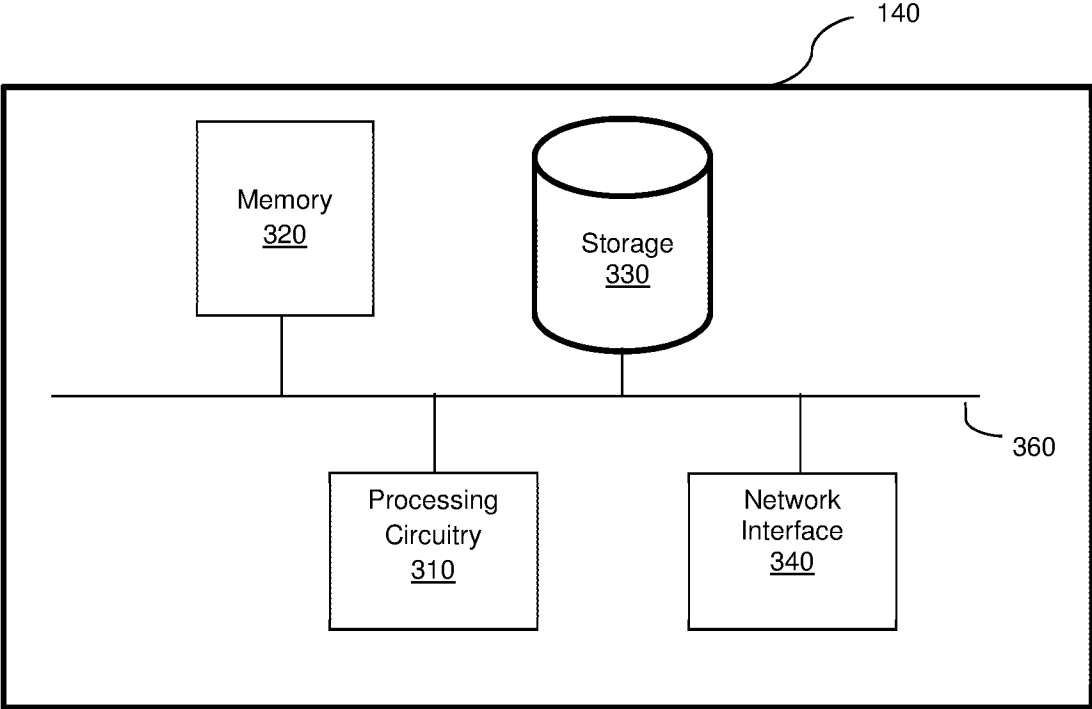 140
Memory
320
Storage
330
360
Processing
Circuitry
310
Network
Interface
340